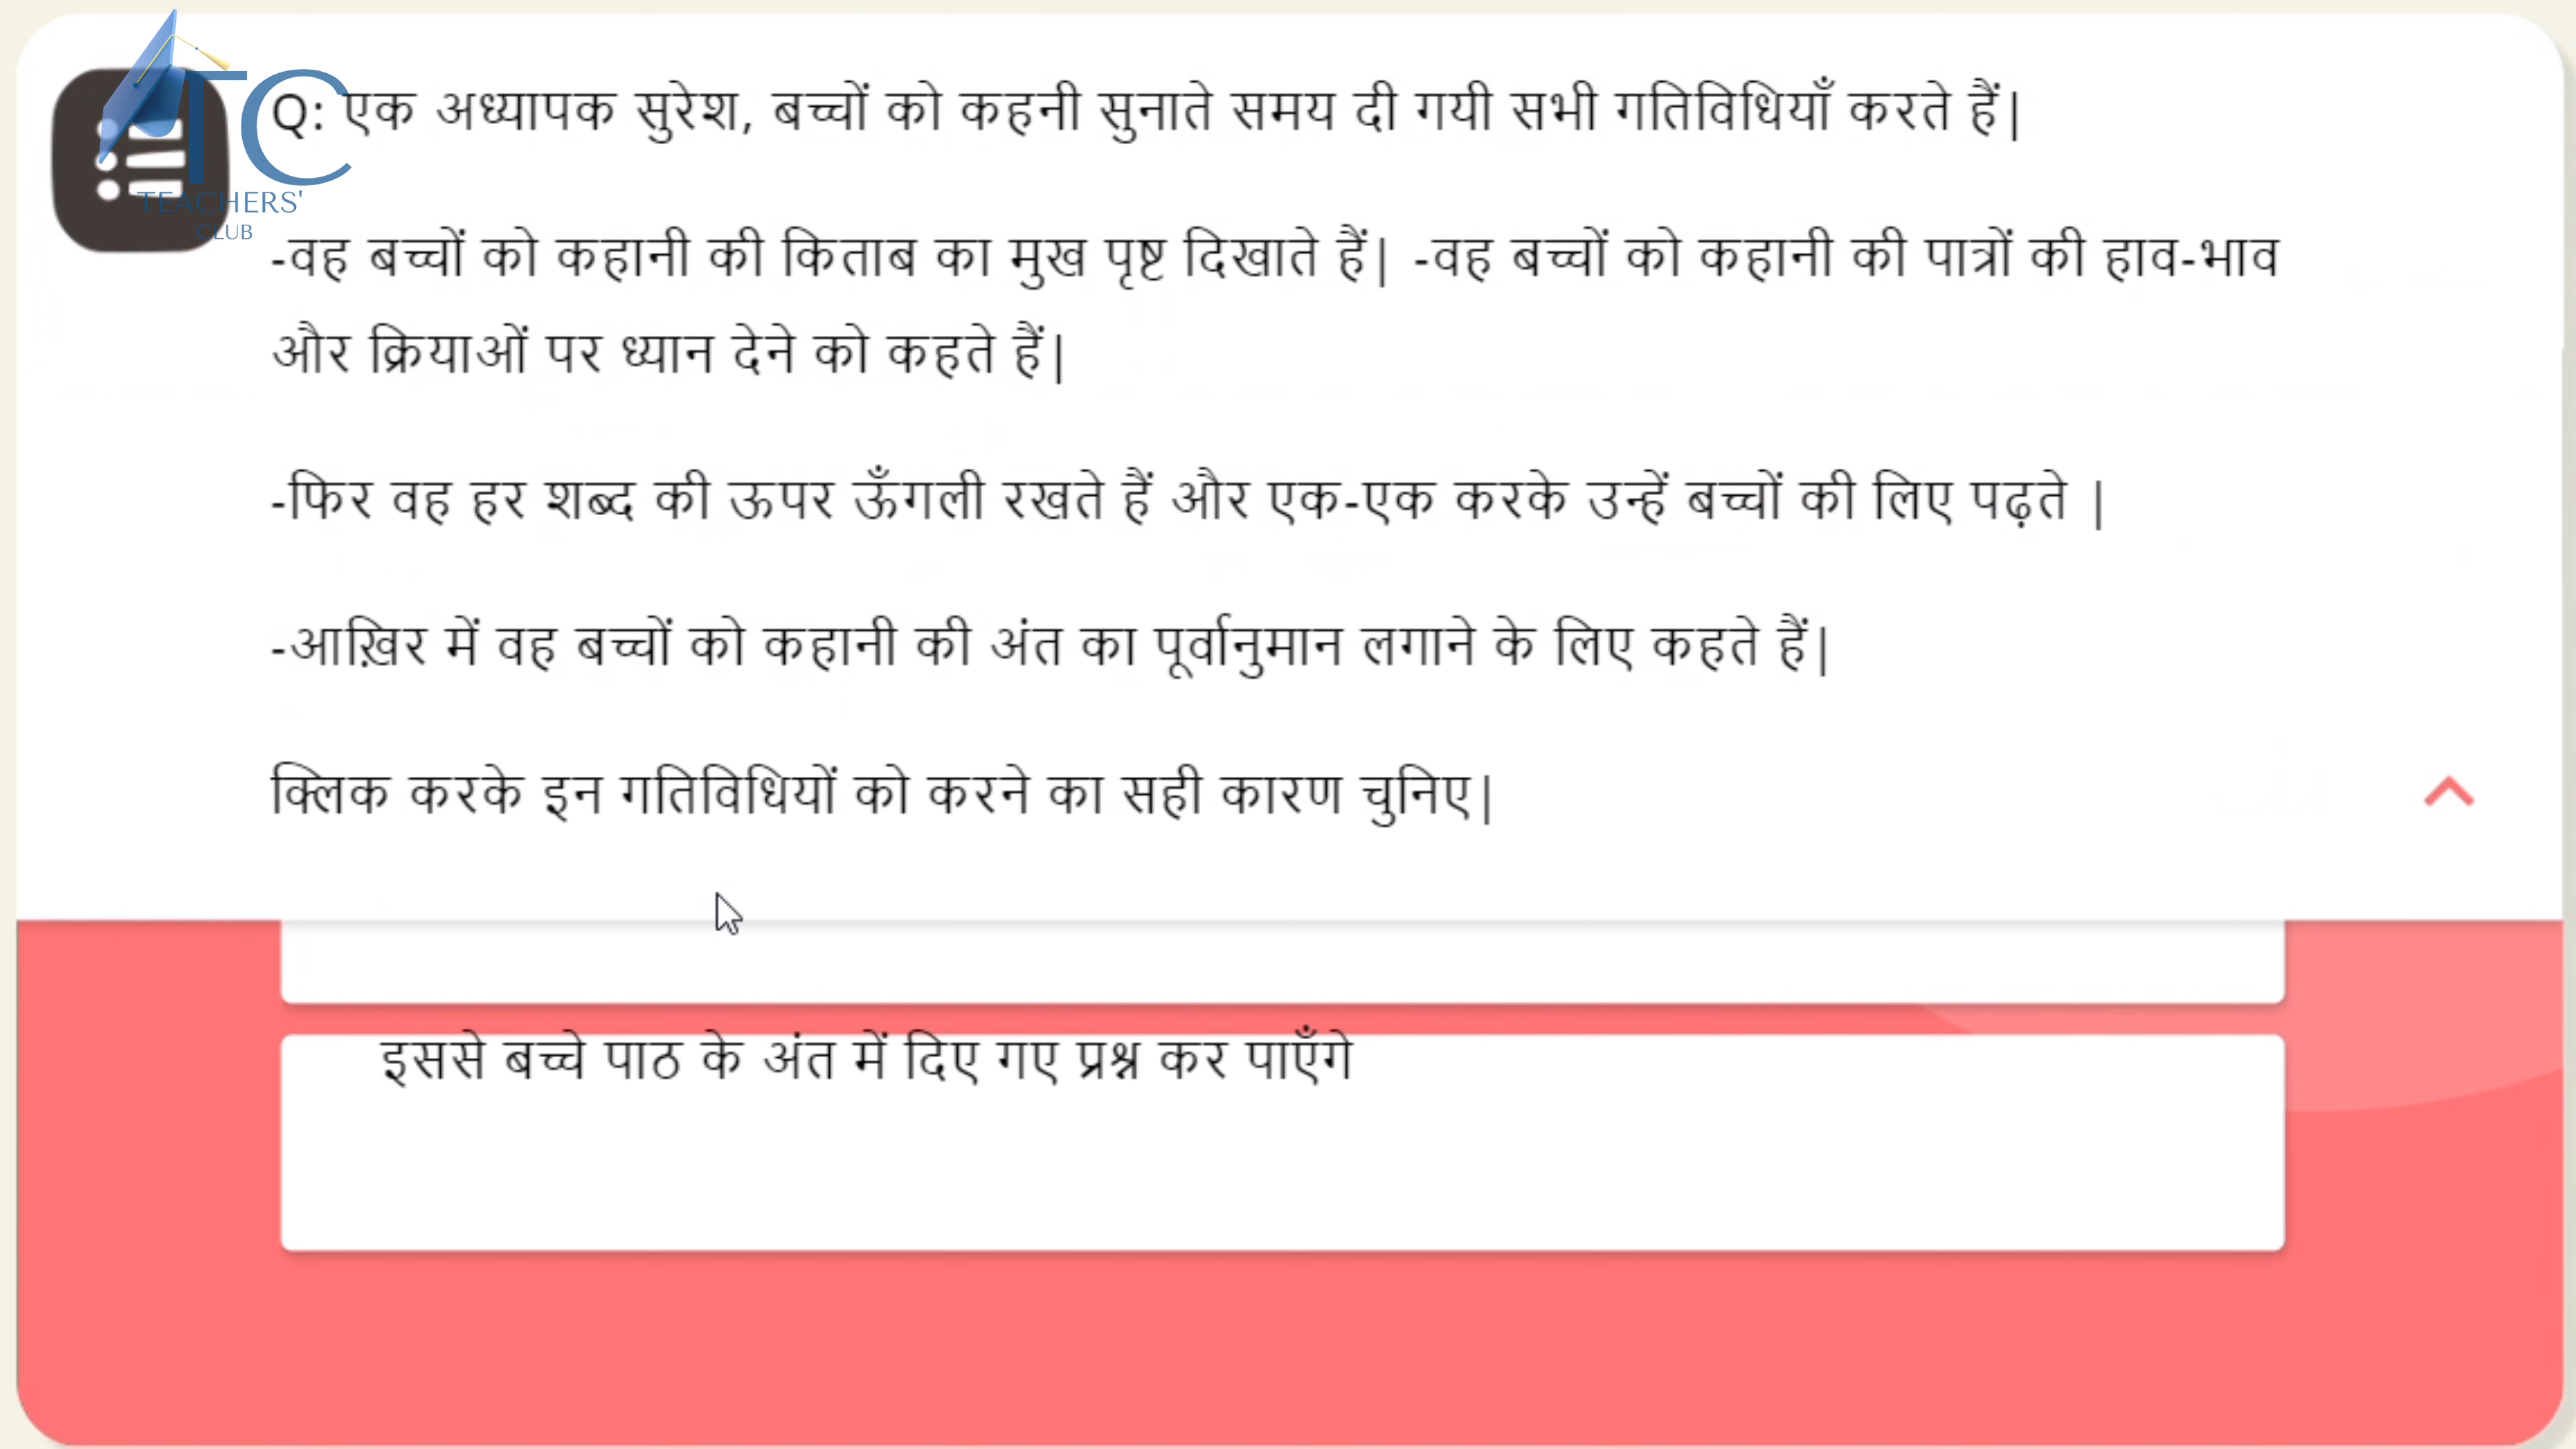 TC
TEACHERS'
CLUB
Q: एक अध्यापक सुरेश, बच्चों को कहनी सुनाते समय दी गयी सभी गतिविधियाँ करते हैं|
-वह बच्चों को कहानी की किताब का मुख पृष्ट दिखाते हैं| -वह बच्चों को कहानी की पात्रों की हाव-भाव
और क्रियाओं पर ध्यान देने को कहते हैं|
-फिर वह हर शब्द की ऊपर ऊँगली रखते हैं और एक-एक करके उन्हें बच्चों की लिए पढ़ते |
-आख़िर में वह बच्चों को कहानी की अंत का पूर्वानुमान लगाने के लिए कहते हैं|
क्लिक करके इन गतिविधियों को करने का सही कारण चुनिए|
इससे बच्चे पाठ के अंत में दिए गए प्रश्न कर पाएँगे